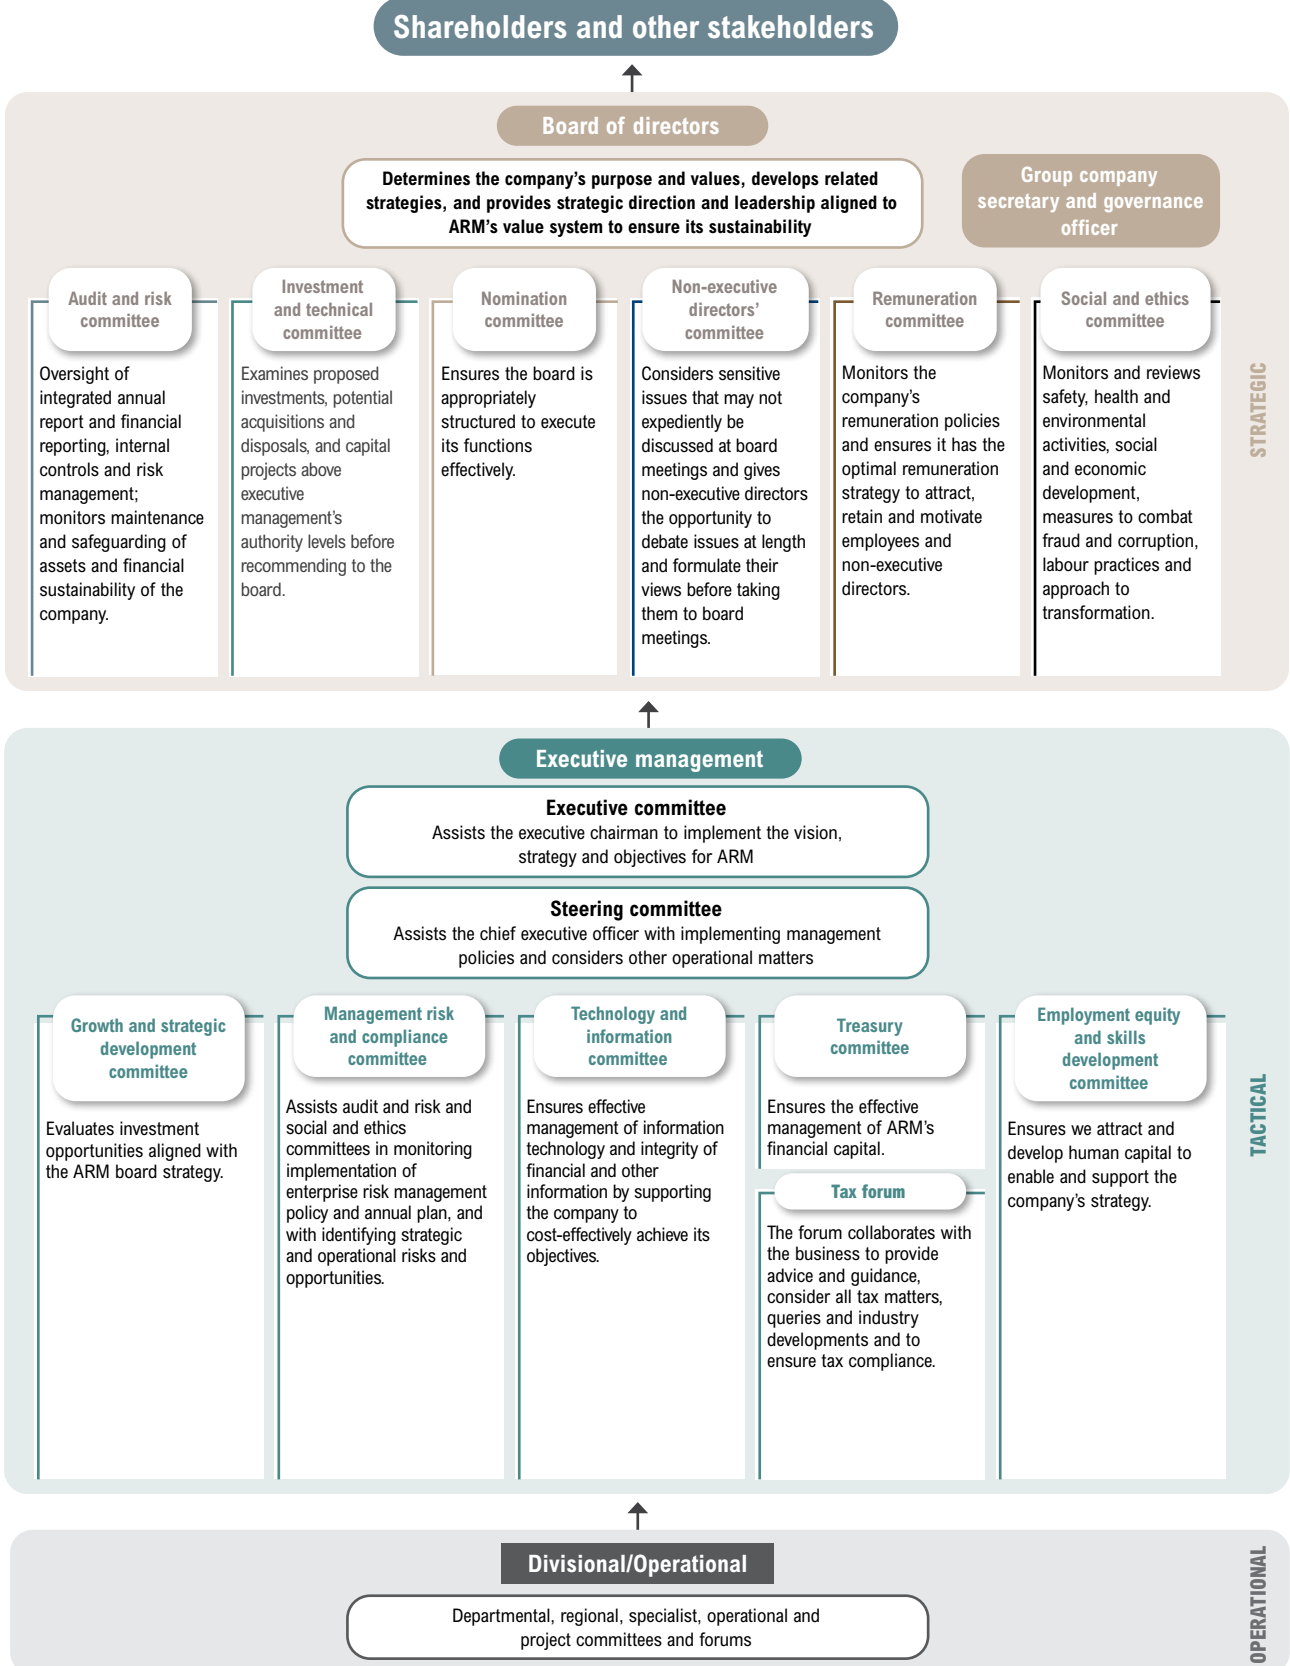 Shareholders and other stakeholders
Board of directors
Determines the company's purpose and values, develops related
strategies, and provides strategic direction and leadership aligned to
ARM's value system to ensure its sustainability
Group company
secretary and governance
officer
Audit and risk
committee
Oversight of
integrated annual
report and financial
reporting, internal
controls and risk
management;
monitors maintenance
and safeguarding of
assets and financial
sustainability of the
company.
Investment
and technical
committee
Examines proposed
investments, potential
acquisitions and
disposals, and capital
projects above
executive
management's
authority levels before
recommending to the
board.
Nomination
committee
Ensures the board is
appropriately
structured to execute
its functions
effectively.
Non-executive
directors'
committee
Considers sensitive
issues that may not
expediently be
discussed at board
meetings and gives
non-executive directors
the opportunity to
debate issues at length
and formulate their
views before taking
them to board
meetings.
Remuneration
committee
Monitors the
company's
remuneration policies
and ensures it has the
optimal remuneration
strategy to attract,
retain and motivate
employees and
non-executive
directors.
Social and ethics
committee
Monitors and reviews
safety, health and
environmental
activities, social
and economic
development,
measures to combat
fraud and corruption,
labour practices and
approach to
transformation.
STRATEGIC
Executive management
Executive committee
Assists the executive chairman to implement the vision,
strategy and objectives for ARM
Steering committee
Assists the chief executive officer with implementing management
policies and considers other operational matters
Growth and strategic
development
committee
Evaluates investment
opportunities aligned with
the ARM board strategy.
Management risk
and compliance
committee
Assists audit and risk and
social and ethics
committees in monitoring
implementation of
enterprise risk management
policy and annual plan, and
with identifying strategic
and operational risks and
opportunities.
Technology and
information
committee
Ensures effective
management of information
technology and integrity of
financial and other
information by supporting
the company to
cost-effectively achieve its
objectives.
Treasury
committee
Ensures the effective
management of ARM's
financial capital.
Tax forum
The forum collaborates with
the business to provide
advice and guidance,
consider all tax matters,
queries and industry
developments and to
ensure tax compliance.
Employment equity
and skills
development
committee
Ensures we attract and
develop human capital to
enable and support the
company's strategy.
TACTICAL
Divisional/Operational
Departmental, regional, specialist, operational and
project committees and forums
OPERATIONAL